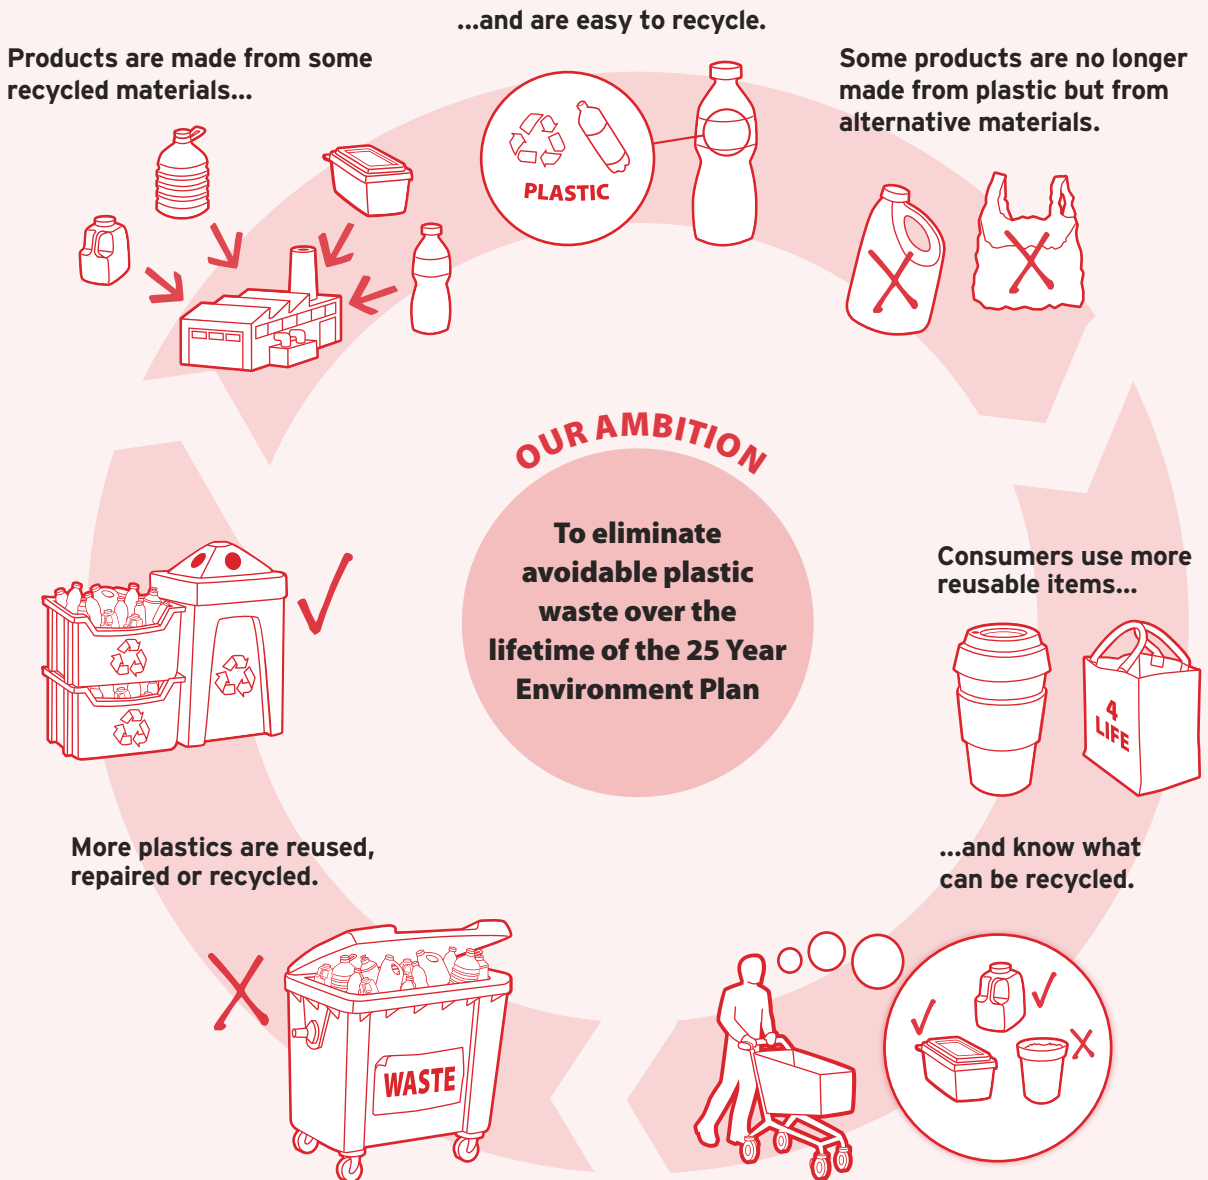 ...and are easy to recycle.
Products are made from some
recycled materials...
Some products are no longer
made from plastic but from
alternative materials.
PLASTIC
OUR AMBITION
To eliminate
avoidable plastic
waste over the
lifetime of the 25 Year
Environment Plan
Consumers use more
reusable items...
4
LIFE
...and know what
can be recycled.
More plastics are reused,
repaired or recycled.
WASTE